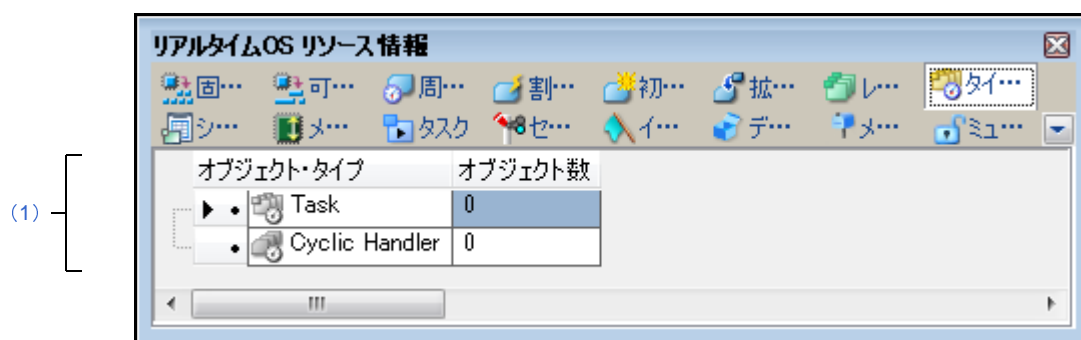 リアルタイムOS リソース情報
固… 可… 周… 割… 初… 拡… レ… タイ…
シ… メ… タスク セ… イ… デ… メ… ミュ…
オブジェクト・タイプ オブジェクト数
(1)
Task 0
Cyclic Handler 0